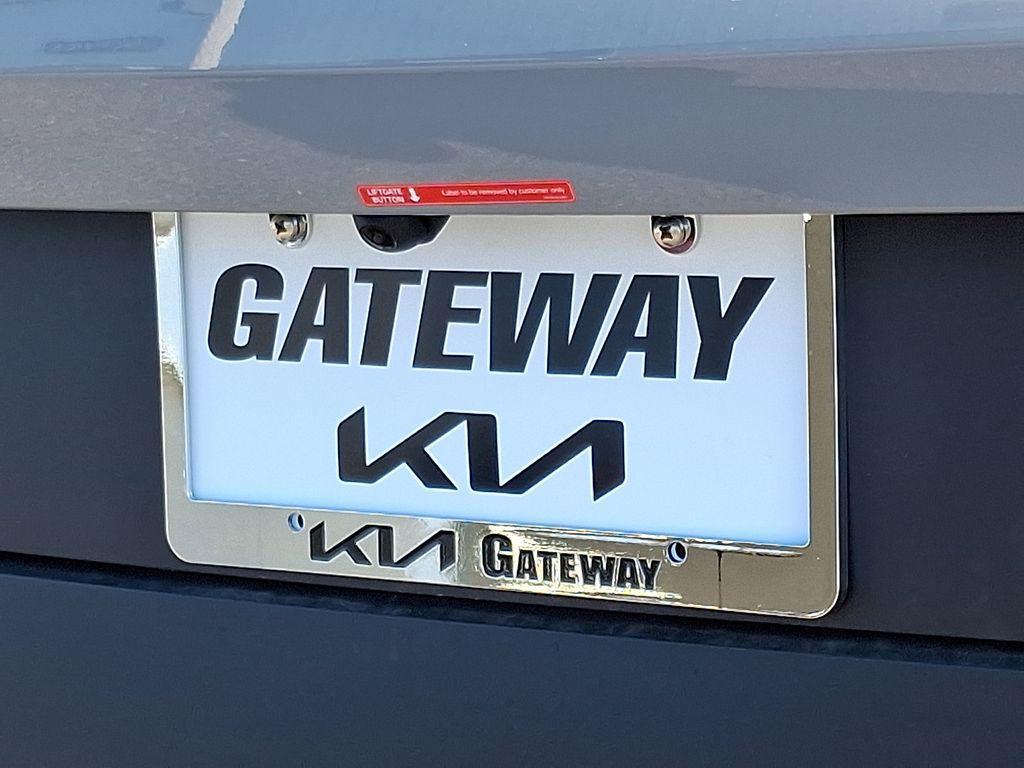 LIFTGATE BUTTON
Label to be removed by customer only
GATEWAY
KIA
KIA GATEWAY